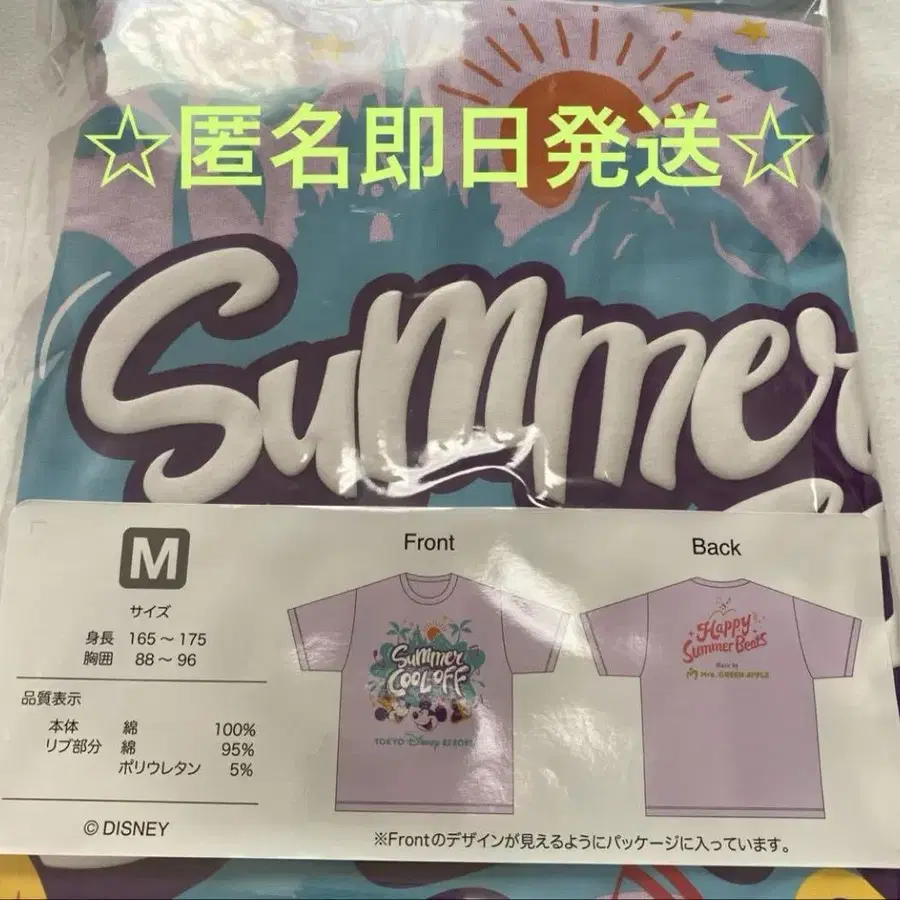 ☆匿名即日発送☆
Summer
M
サイズ
身長 165～175
胸囲 88～96
品質表示
本体 綿 100%
リブ部分 綿 95%
ポリウレタン 5%
© DISNEY
Front
Summer
COOL-OFF
TOKYO Disney RESORT
Back
Happy
Summer Beats
Music by
Mrs. GREEN APPLE
※Frontのデザインが見えるようにパッケージに入っています。